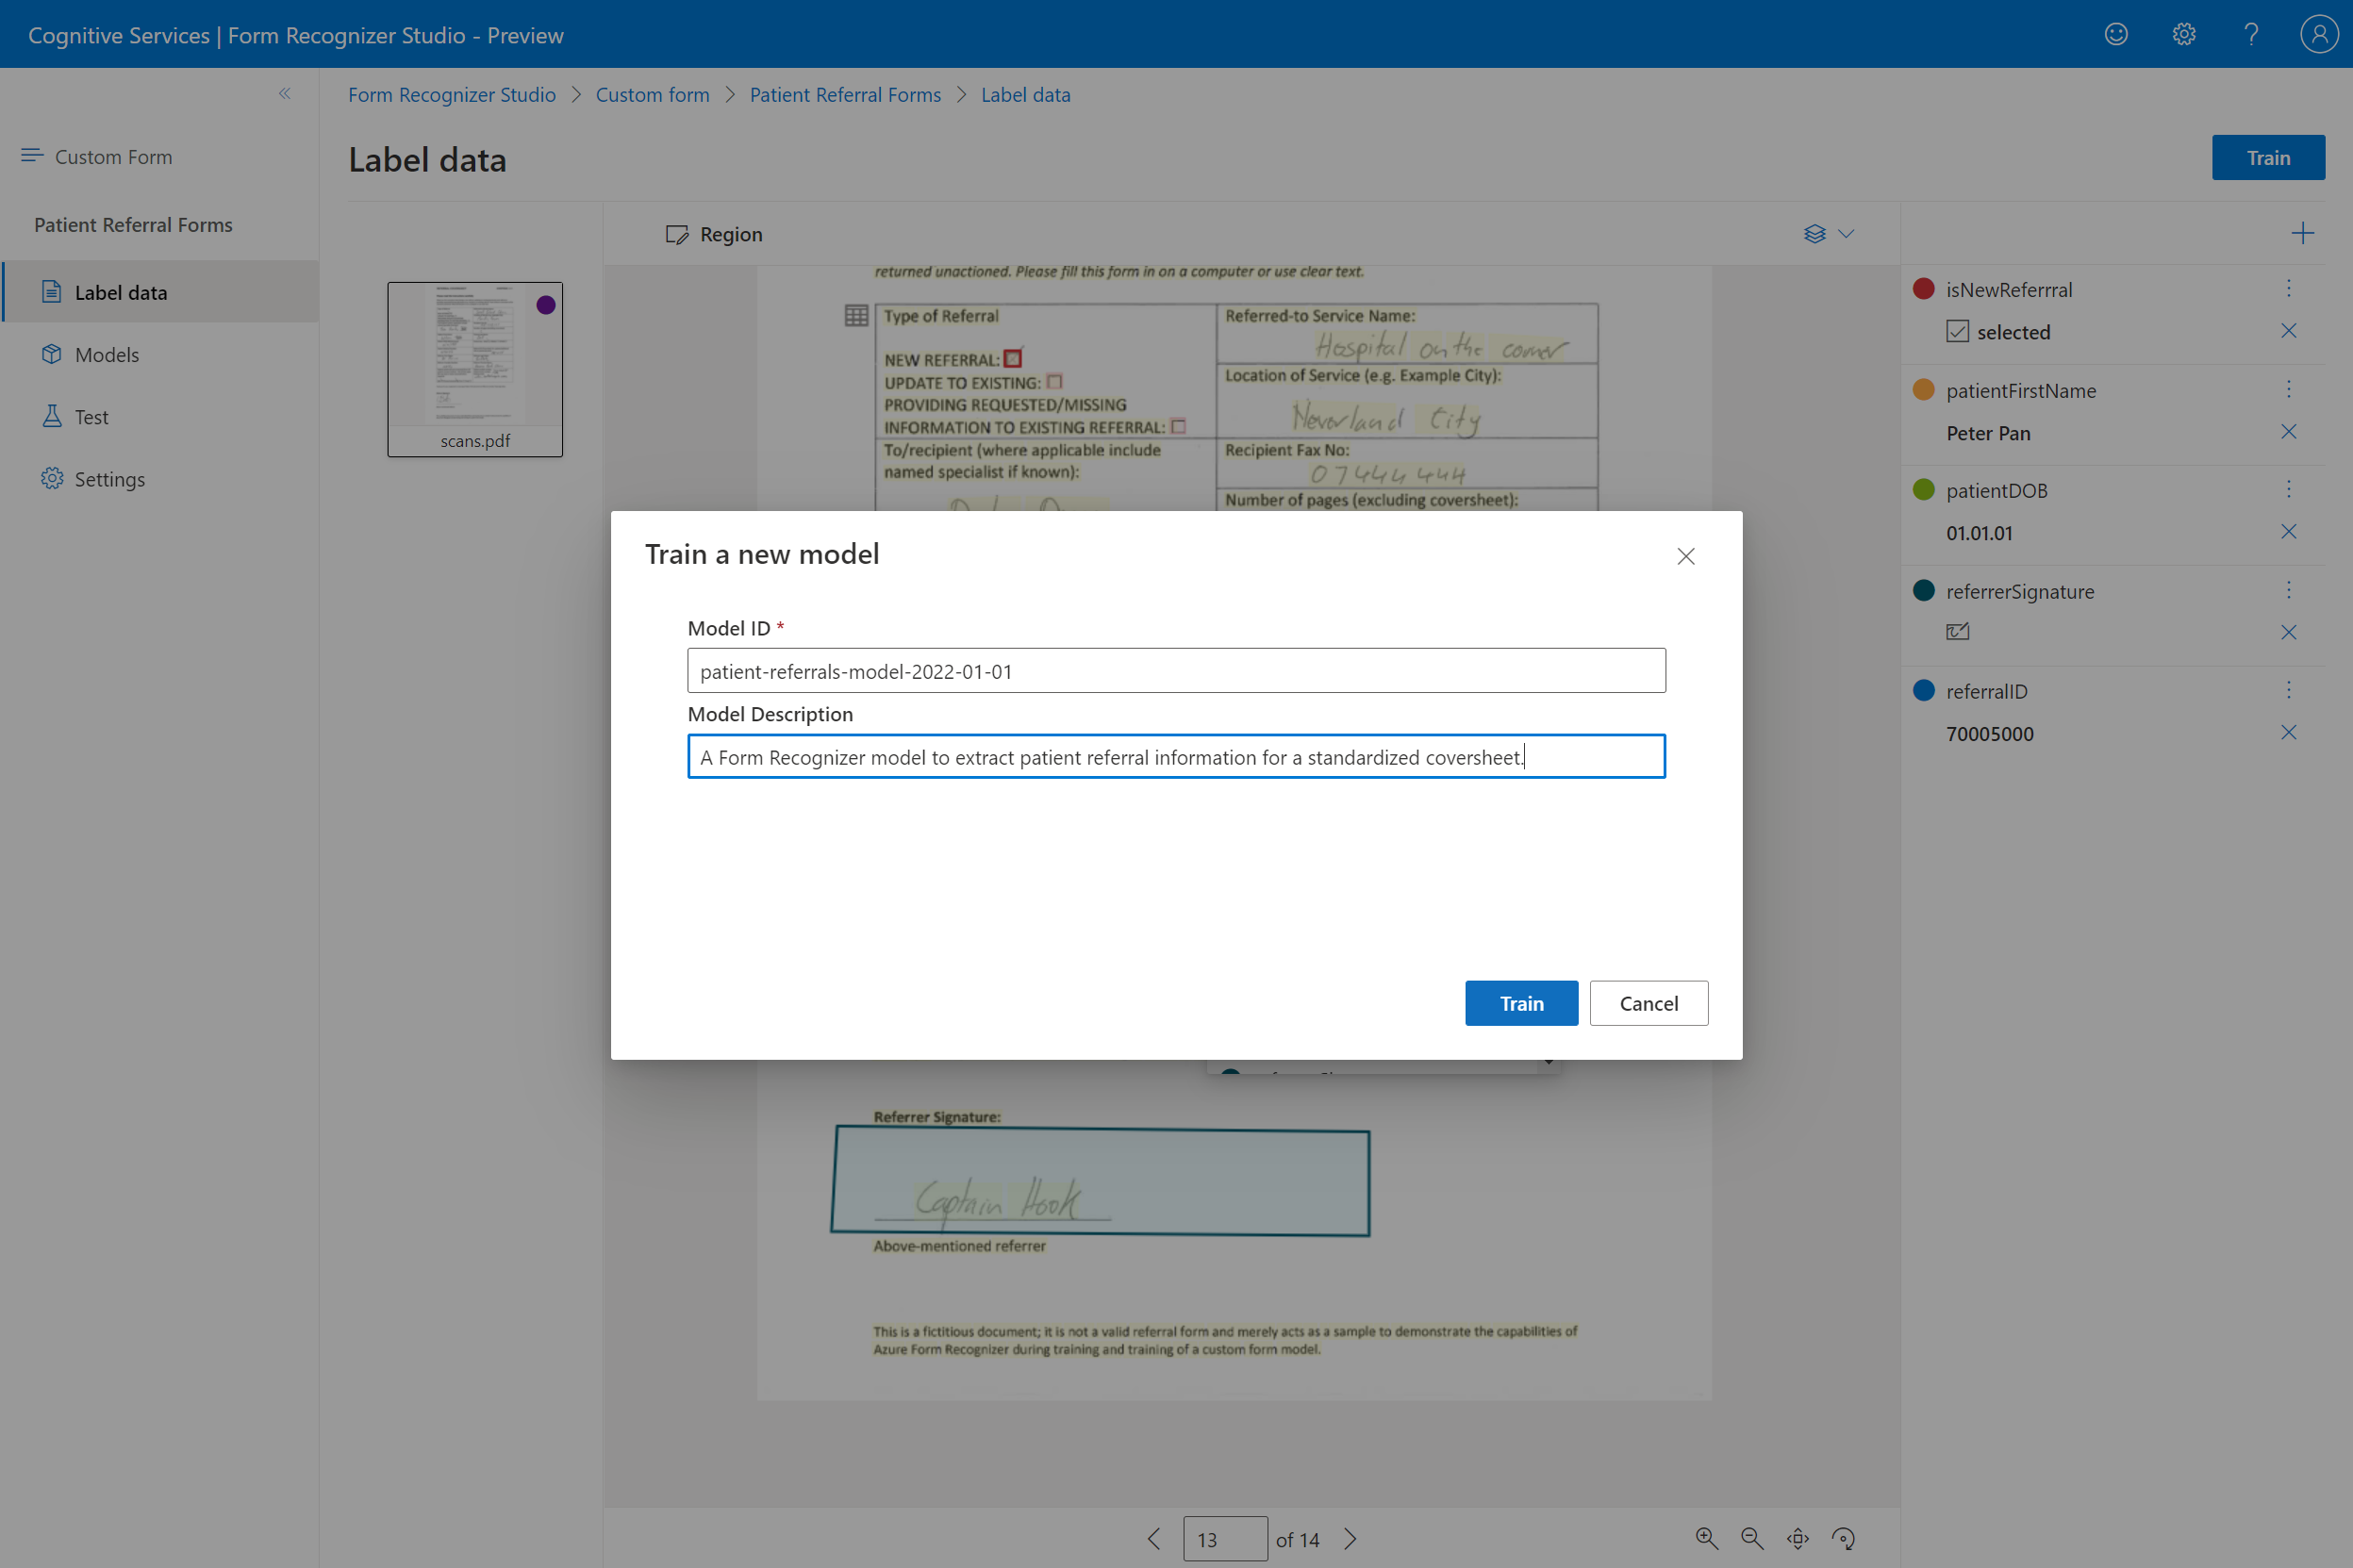 Cognitive Services | Form Recognizer Studio - Preview
Form Recognizer Studio > Custom form > Patient Referral Forms > Label data
Custom Form
Label data
Train
Patient Referral Forms
Label data
Models
Test
Settings
scans.pdf
Region
returned unactioned. Please fill this form in on a computer or use clear text.
Type of Referral
NEW REFERRAL:
UPDATE TO EXISTING:
PROVIDING REQUESTED/MISSING
INFORMATION TO EXISTING REFERRAL:
To/recipient (where applicable include
named specialist if known):
Referred-to Service Name:
Hospital on the corner
Location of Service (e.g. Example City):
Neverland City
Recipient Fax No:
07444 444
Number of pages (excluding coversheet):
Train a new model
Model ID *
patient-referrals-model-2022-01-01
Model Description
A Form Recognizer model to extract patient referral information for a standardized coversheet.
Train
Cancel
Referrer Signature:
Captain Hook
Above-mentioned referrer
This is a fictitious document; it is not a valid referral form and merely acts as a sample to demonstrate the capabilities of
Azure Form Recognizer during training and training of a custom form model.
13 of 14
isNewReferrral
selected
patientFirstName
Peter Pan
patientDOB
01.01.01
referrerSignature
referralID
70005000